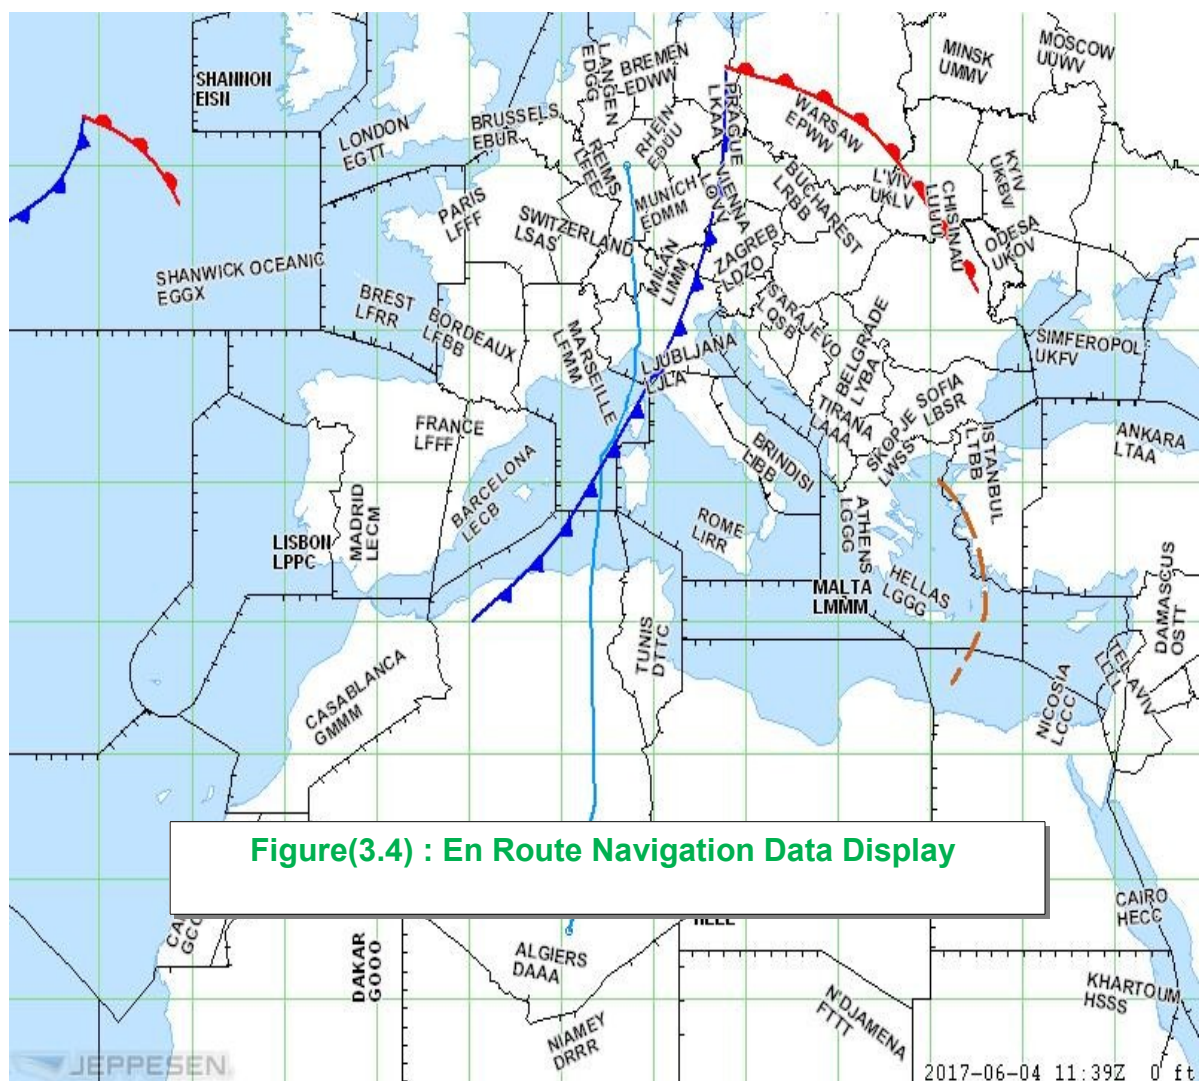 SHANNON
EISN
LONDON
EGTT
BRUSSELS
EBUR
LANGEN
EDGG
BREMEN
EDWW
RHEIN
EDUU
PRAGUE
LKAA
WARSAW
EPWW
MINSK
UMMV
MOSCOW
UUWV
REIMS
LFEE
PARIS
LFFF
SWITZERLAND
LSAS
MUNICH
EDMM
VIENNA
LOVV
BUCHAREST
LRBB
L'VIV
UKLV
CHISINAU
LUUU
KYIV
UKBV/
ODESA
UKOV
SHANWICK OCEANIC
EGGX
BREST
LFRR
BORDEAUX
LFBB
MARSEILLE
LFMM
MILAN
LIMM
ZAGREB
LDZO
SARAJEVO
LQSB
BELGRADE
LYBA
LJUBLJANA
LJLA
SIMFEROPOL
UKFV
FRANCE
LFFF
TIRANA
LAAA
SKOPJE
LWSS
SOFIA
LBSR
ISTANBUL
LTBB
ANKARA
LTAA
BARCELONA
LECB
BRINDISI
LIBB
MADRID
LECM
LISBON
LPPC
ROME
LIRR
ATHENS
LGGG
HELLAS
LGGG
MALTA
LMMM
DAMASCUS
OSTT
TEL AVIV
LLLL
NICOSIA
LCCC
TUNIS
DTTC
CASABLANCA
GMMM
Figure(3.4) : En Route Navigation Data Display
CAIRO
HECC
ALGIERS
DAAA
DAKAR
GOOO
NIAMEY
DRRR
N'DJAMENA
FTTT
KHARTOUM
HSSS
JEPPESEN
2017-06-04 11:39Z 0 ft